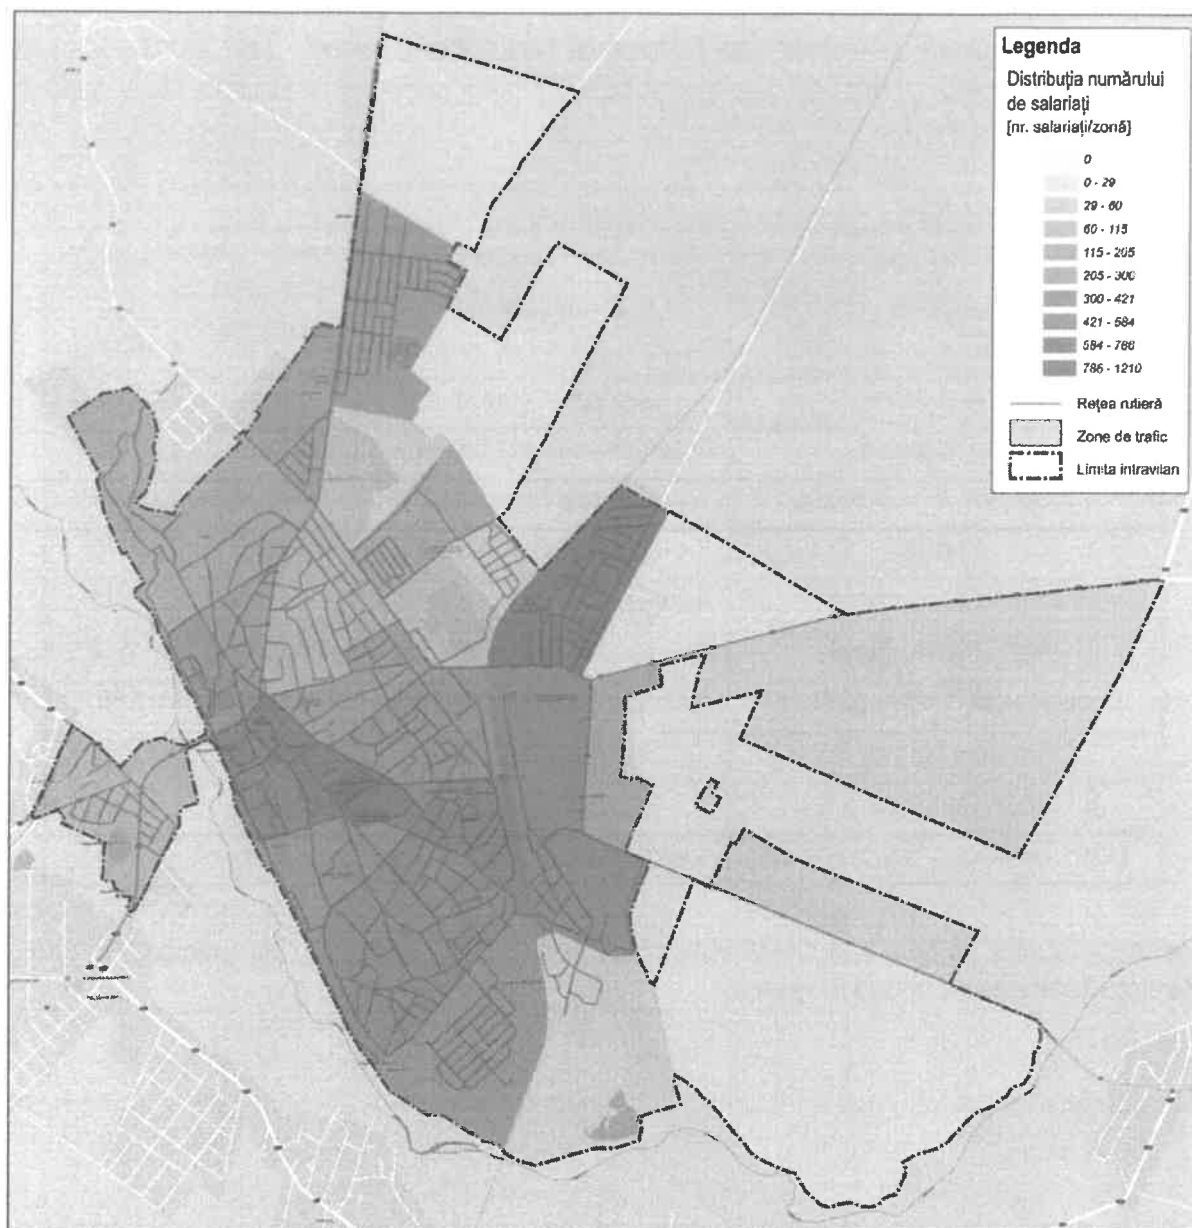 Legenda
Distribuția numărului
de salariați
[nr. salariați/zonă]
0
0 - 29
29 - 60
60 - 115
115 - 205
205 - 300
300 - 421
421 - 584
584 - 786
786 - 1210
Rețea rutieră
Zone de trafic
Limita intravilan